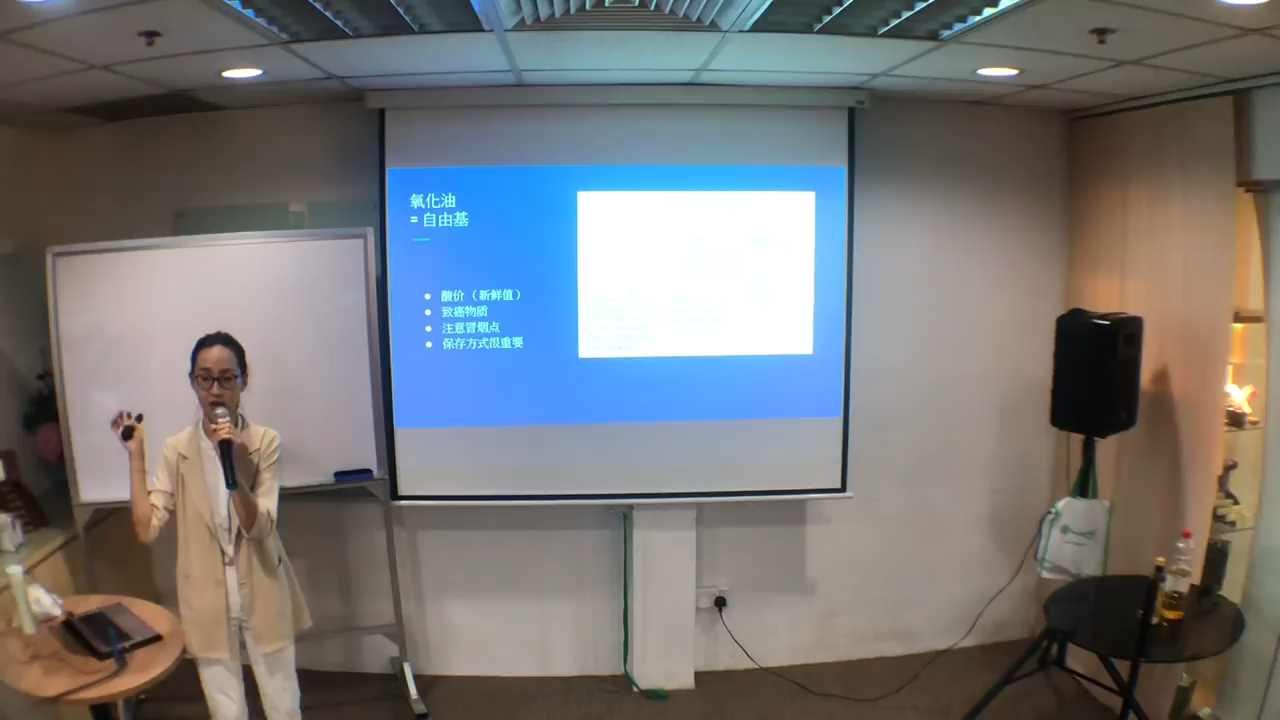 氧化油
= 自由基
● 酸价（新鲜值）
● 致癌物质
● 注意冒烟点
● 保存方式很重要